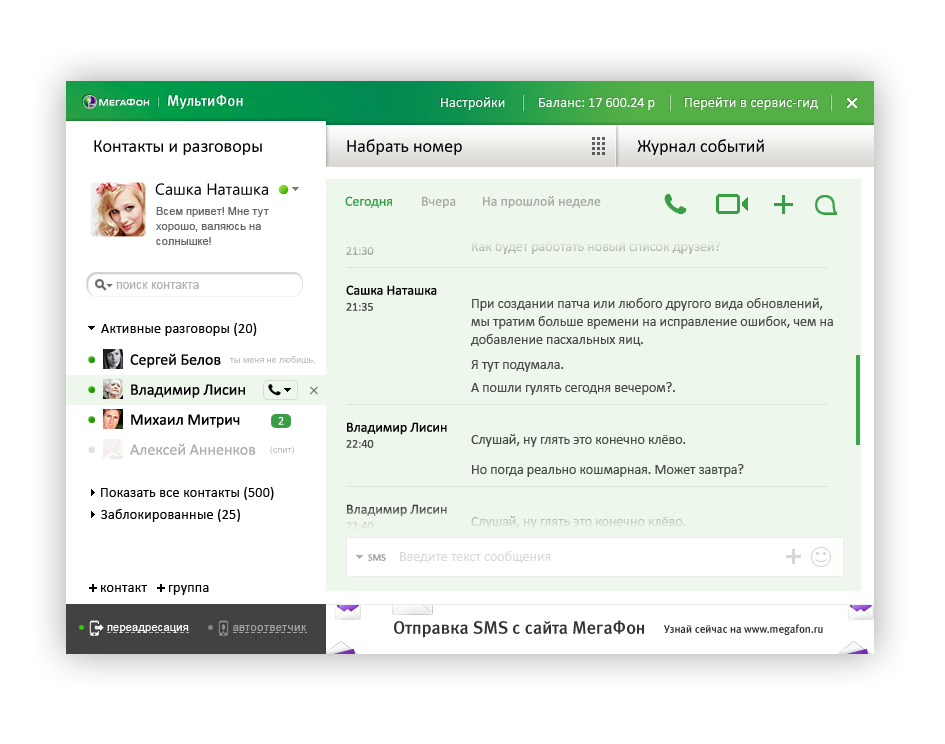 МегаФон | МультиФон
Настройки
Баланс: 17 600.24 р
Перейти в сервис-гид
Контакты и разговоры
Набрать номер
Журнал событий
Сашка Наташка
Всем привет! Мне тут
хорошо, валяюсь на
солнышке!
поиск контакта
Активные разговоры (20)
Сергей Белов ты меня не любишь,
Владимир Лисин
Михаил Митрич 2
Алексей Анненков (спит)
Показать все контакты (500)
Заблокированные (25)
+ контакт + группа
переадресация
автоответчик
Сегодня Вчера На прошлой неделе
Как будет работать новый список друзей?
21:30
Сашка Наташка
21:35
При создании патча или любого другого вида обновлений,
мы тратим больше времени на исправление ошибок, чем на
добавление пасхальных яиц.
Я тут подумала.
А пошли гулять сегодня вечером?.
Владимир Лисин
22:40
Слушай, ну глять это конечно клёво.
Но погда реально кошмарная. Может завтра?
Владимир Лисин
22:40
Слушай, ну глять это конечно клёво.
SMS Введите текст сообщения
Отправка SMS с сайта МегаФон Узнай сейчас на www.megafon.ru